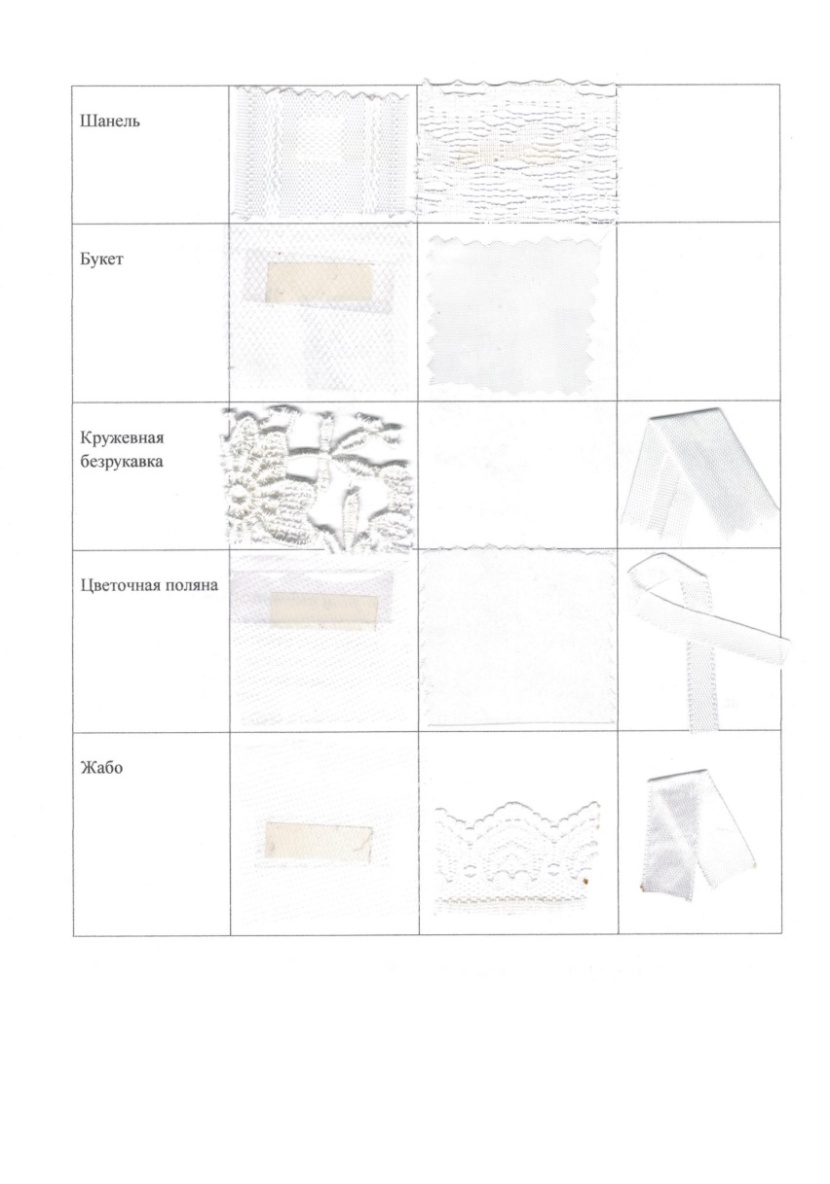 Шанель
Букет
Кружевная
безрукавка
Цветочная поляна
Жабо